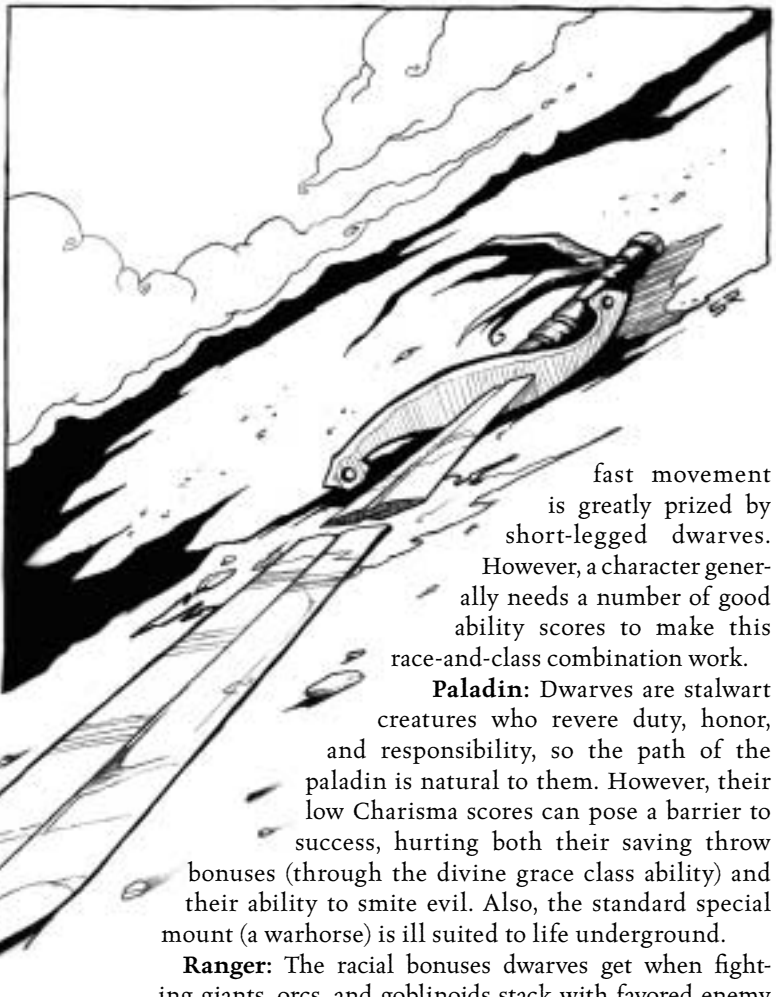 SR
fast movement
is greatly prized by
short-legged dwarves.
However, a character gener-
ally needs a number of good
ability scores to make this
race-and-class combination work.
Paladin: Dwarves are stalwart
creatures who revere duty, honor,
and responsibility, so the path of the
paladin is natural to them. However, their
low Charisma scores can pose a barrier to
success, hurting both their saving throw
bonuses (through the divine grace class ability) and
their ability to smite evil. Also, the standard special
mount (a warhorse) is ill suited to life underground.
Ranger: The racial bonuses dwarves get when fight-
ing giants, orcs, and goblinoids stack with favored enemy